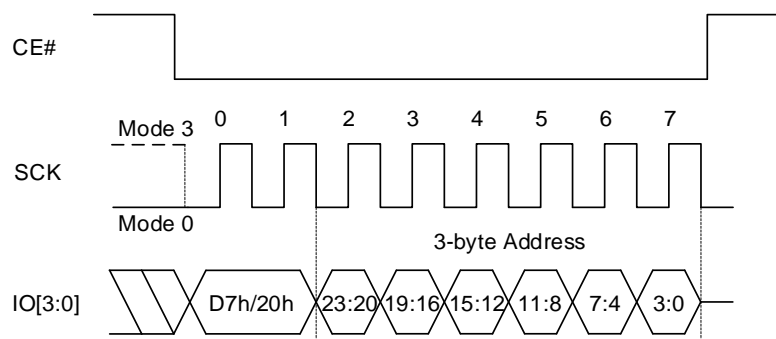 CE#
Mode 3 0 1 2 3 4 5 6 7
SCK
Mode 0
3-byte Address
IO[3:0] D7h/20h 23:20 19:16 15:12 11:8 7:4 3:0